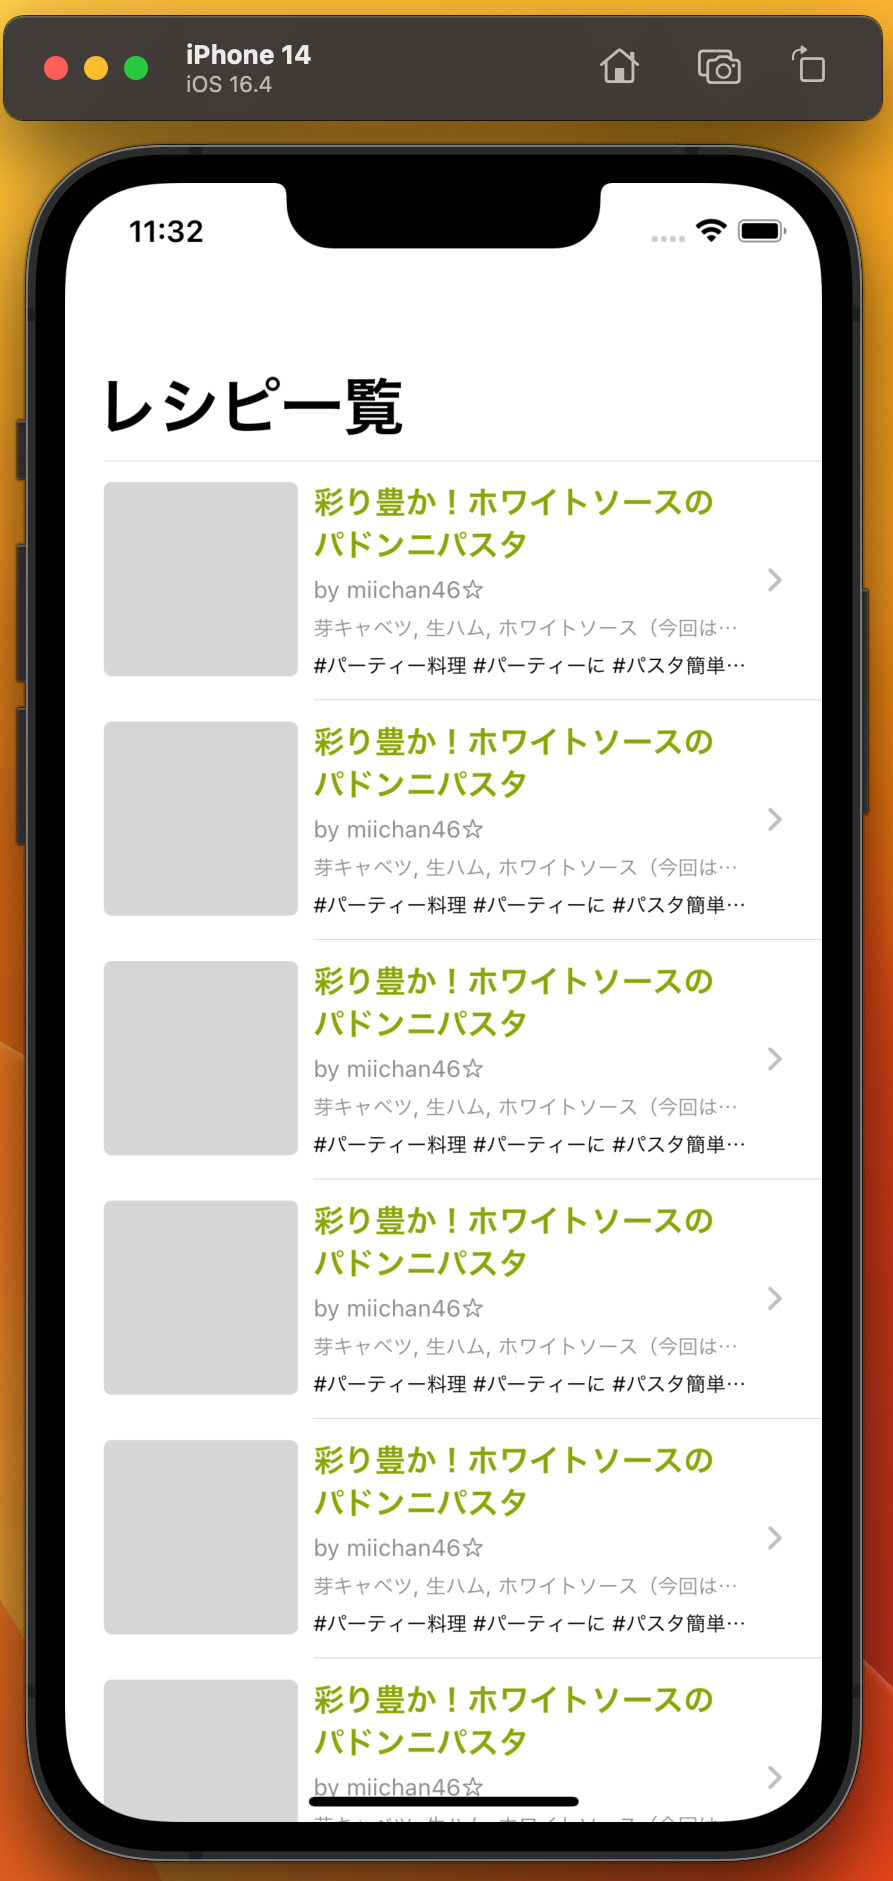 iPhone 14
iOS 16.4
11:32
レシピ一覧
彩り豊か！ホワイトソースの
パドンニパスタ
by miichan46☆
芽キャベツ, 生ハム, ホワイトソース（今回は…
#パーティー料理 #パーティーに #パスタ簡単…
彩り豊か！ホワイトソースの
パドンニパスタ
by miichan46☆
芽キャベツ, 生ハム, ホワイトソース（今回は…
#パーティー料理 #パーティーに #パスタ簡単…
彩り豊か！ホワイトソースの
パドンニパスタ
by miichan46☆
芽キャベツ, 生ハム, ホワイトソース（今回は…
#パーティー料理 #パーティーに #パスタ簡単…
彩り豊か！ホワイトソースの
パドンニパスタ
by miichan46☆
芽キャベツ, 生ハム, ホワイトソース（今回は…
#パーティー料理 #パーティーに #パスタ簡単…
彩り豊か！ホワイトソースの
パドンニパスタ
by miichan46☆
芽キャベツ, 生ハム, ホワイトソース（今回は…
#パーティー料理 #パーティーに #パスタ簡単…
彩り豊か！ホワイトソースの
パドンニパスタ
by miichan46☆